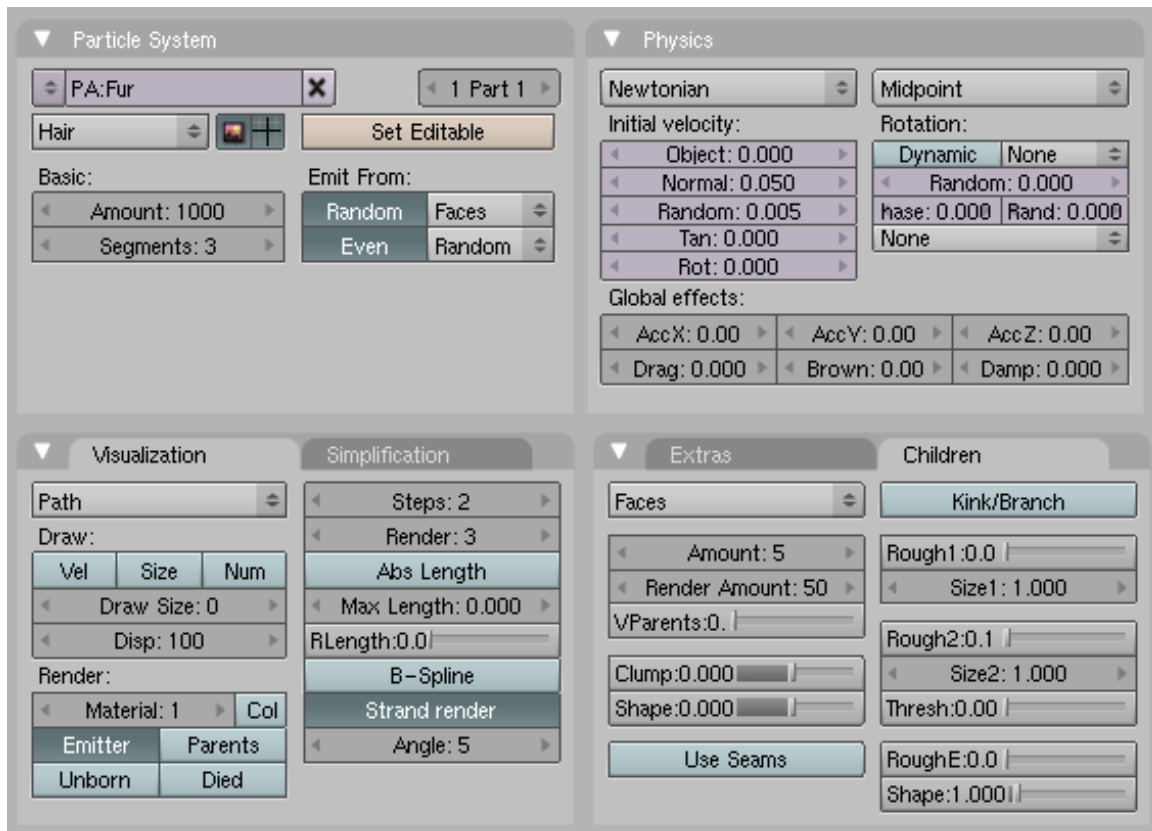 Particle System
PA:Fur
1 Part 1
Hair
Set Editable
Basic:
Emit From:
Amount: 1000
Random
Faces
Segments: 3
Even
Random
Physics
Newtonian
Midpoint
Initial velocity:
Rotation:
Object: 0.000
Dynamic
None
Normal: 0.050
Random: 0.000
Random: 0.005
hase: 0.000
Rand: 0.000
Tan: 0.000
None
Rot: 0.000
Global effects:
AccX: 0.00
AccY: 0.00
AccZ: 0.00
Drag: 0.000
Brown: 0.00
Damp: 0.000
Visualization
Simplification
Path
Steps: 2
Draw:
Render: 3
Vel
Size
Num
Abs Length
Draw Size: 0
Max Length: 0.000
Disp: 100
RLength:0.0
Render:
B-Spline
Material: 1
Col
Strand render
Emitter
Parents
Angle: 5
Unborn
Died
Extras
Children
Faces
Kink/Branch
Amount: 5
Rough1:0.0
Render Amount: 50
Size1: 1.000
VParents:0.
Rough2:0.1
Clump:0.000
Size2: 1.000
Shape:0.000
Thresh:0.00
Use Seams
RoughE:0.0
Shape:1.000